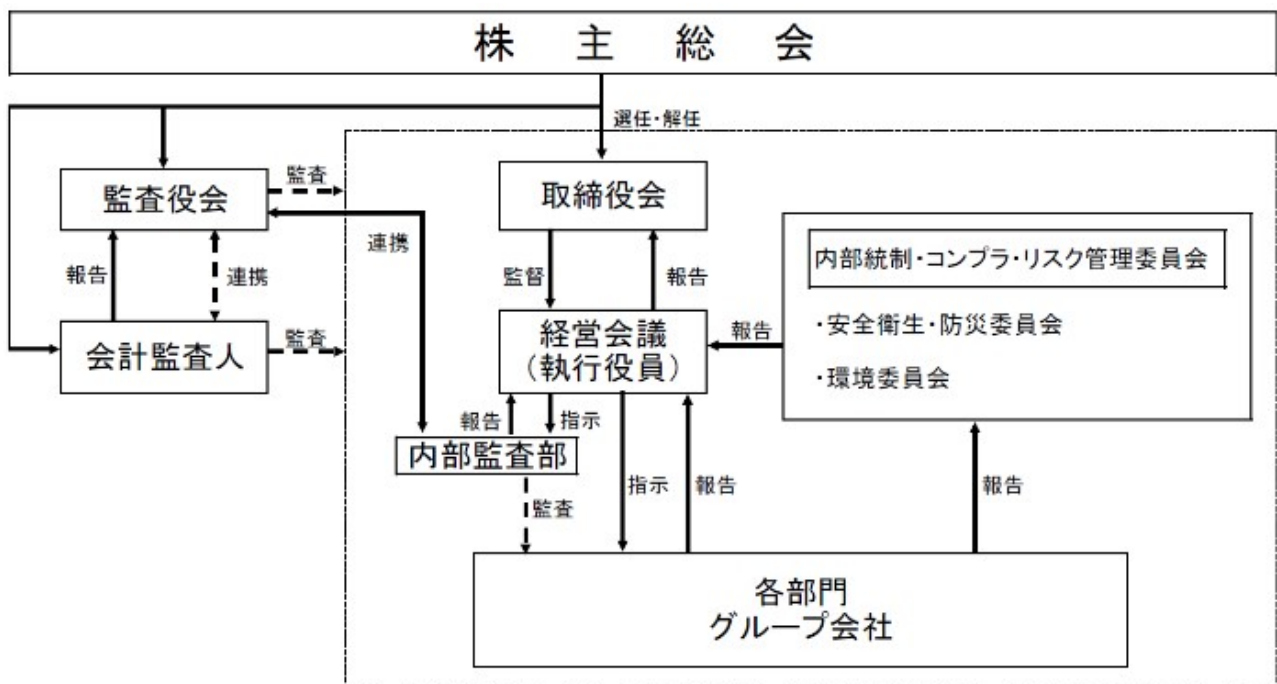 株主総会
選任・解任
監査役会
監査
取締役会
連携
内部統制・コンプラ・リスク管理委員会
報告
連携
監督
報告
・安全衛生・防災委員会
会計監査人
監査
経営会議
(執行役員)
報告
・環境委員会
報告
指示
内部監査部
監査
指示
報告
報告
各部門
グループ会社